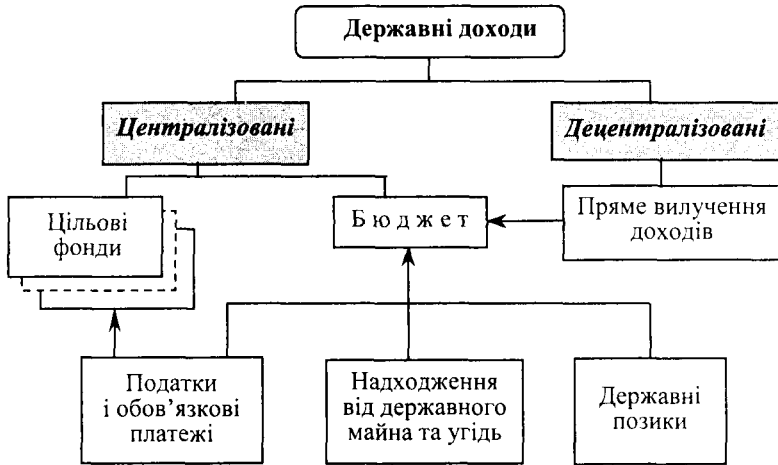 Державні доходи
Централізовані
Децентралізовані
Цільові
фонди
Бюджет
Пряме вилучення
доходів
Податки
і обов’язкові
платежі
Надходження
від державного
майна та угідь
Державні
позики